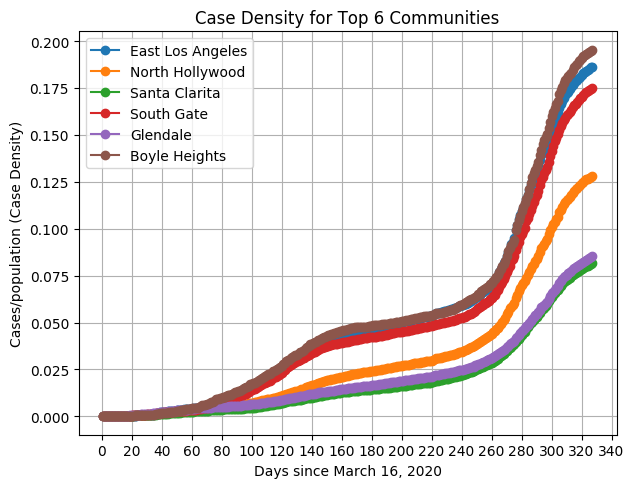 Case Density for Top 6 Communities
East Los Angeles
North Hollywood
Santa Clarita
South Gate
Glendale
Boyle Heights
Cases/population (Case Density)
0.200
0.175
0.150
0.125
0.100
0.075
0.050
0.025
0.000
0 20 40 60 80 100 120 140 160 180 200 220 240 260 280 300 320 340
Days since March 16, 2020